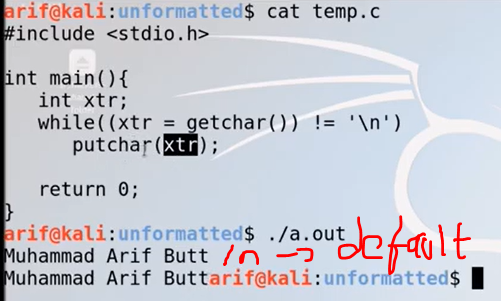 arif@kali:unformatted$ cat temp.c
#include <stdio.h>
int main(){
int xtr;
while((xtr = getchar()) != '\n')
putchar(xtr);
return 0;
}
arif@kali:unformatted$ ./a.out
Muhammad Arif Butt \n -> default
Muhammad Arif Buttarif@kali:unformatted$